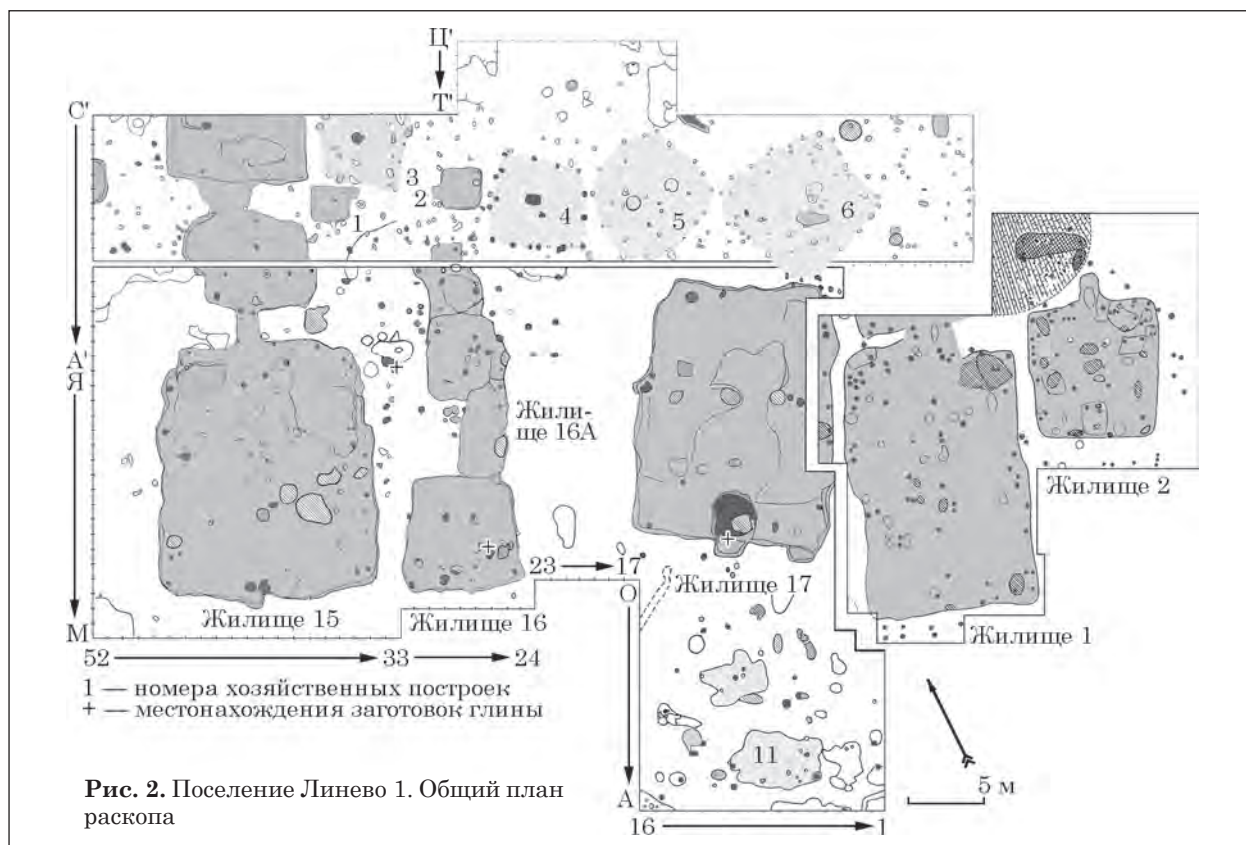 Ц'
Т'
С'
3
2
1
4
5
6
А'
Я
Жили-
ще 16А
Жилище 2
23 17
О
Жилище 17
Жилище 15
Жилище 16
Жилище 1
М
52 33 24
1 — номера хозяйственных построек
+ — местонахождения заготовок глины
11
5 м
Рис. 2. Поселение Линево 1. Общий план
раскопа
А
16 1